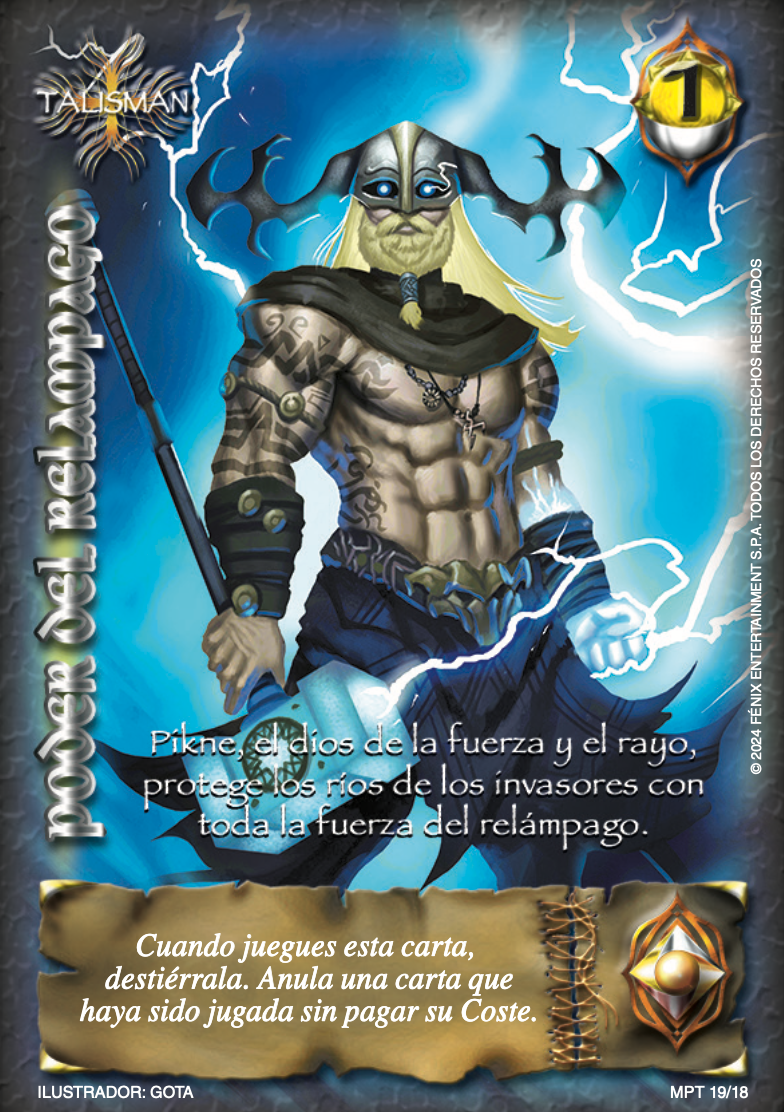 TALISMAN
1
PODER DEL RELAMPAGO
Pikne, el dios de la fuerza y el rayo,
protege los ríos de los invasores con
toda la fuerza del relámpago.
Cuando juegues esta carta,
destiérrala. Anula una carta que
haya sido jugada sin pagar su Coste.
© 2024 FÉNIX ENTERTAINMENT S.P.A. TODOS LOS DERECHOS RESERVADOS
ILUSTRADOR: GOTA
MPT 19/18